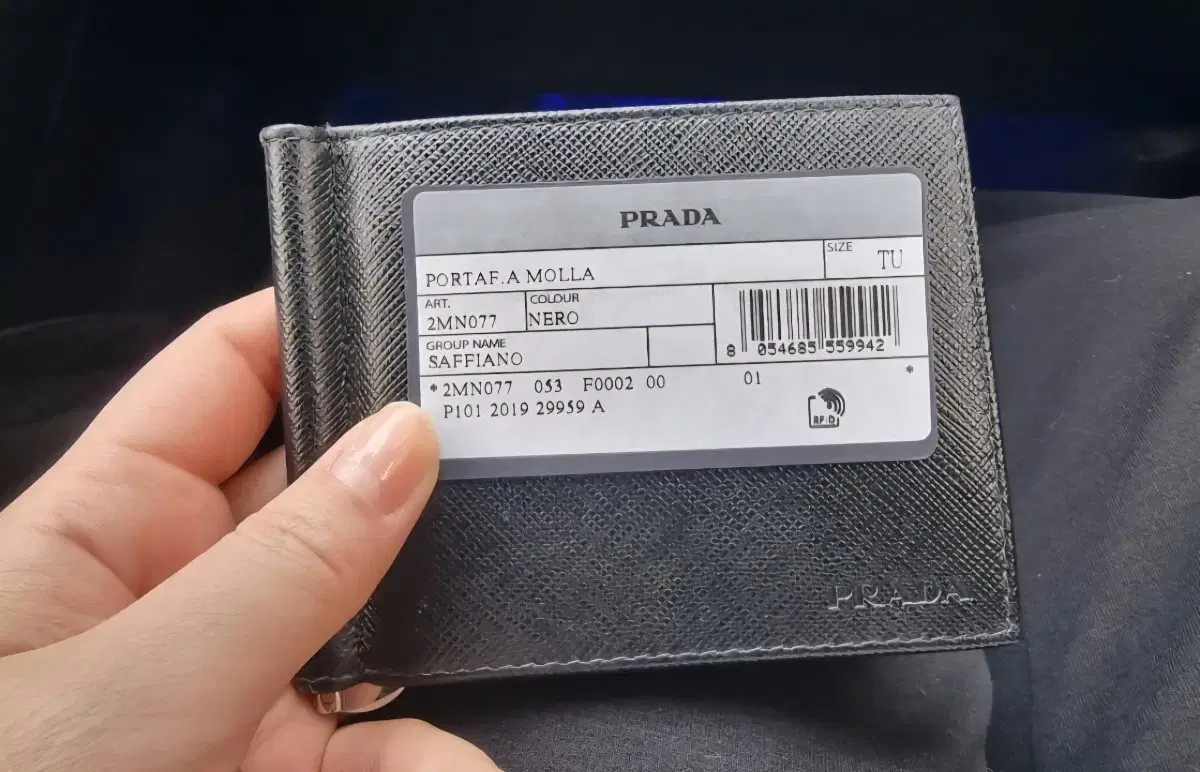 PRADA
PORTAF.A MOLLA
SIZE
TU
ART.
2MN077
COLOUR
NERO
GROUP NAME
SAFFIANO
8 054685 559942
*2MN077 053 F0002 00 01 *
P101 2019 29959 A
RFID
PRADA